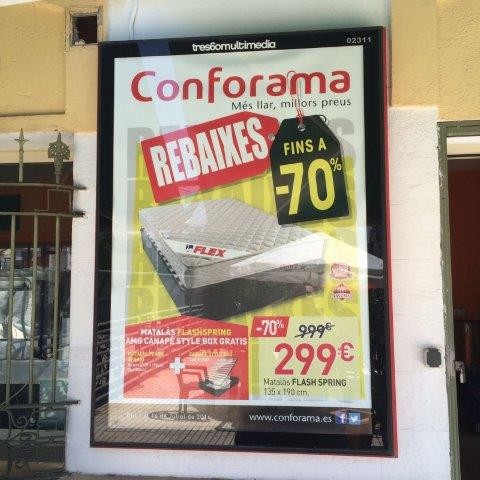 tres60multimedia
02311
Conforama
Més llar, millors preus
REBAIXES
FINS A
-70%
FLEX
MATALÀS FLASHSPRING
AMB CANAPÈ STYLE BOX GRATIS
-70%
999€
299€
Matalàs FLASH SPRING
135 x 190 cm.
+
www.conforama.es